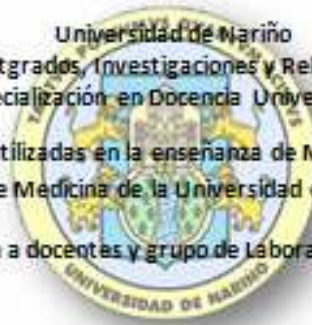 Universidad de Nariño
tgrados, Investigaciones y Rel
cialización en Docencia Unive
tilizadas en la enseñanza de M
e Medicina de la Universidad
a docentes y grupo de Labora
UNIVERSIDAD DE NARIÑO